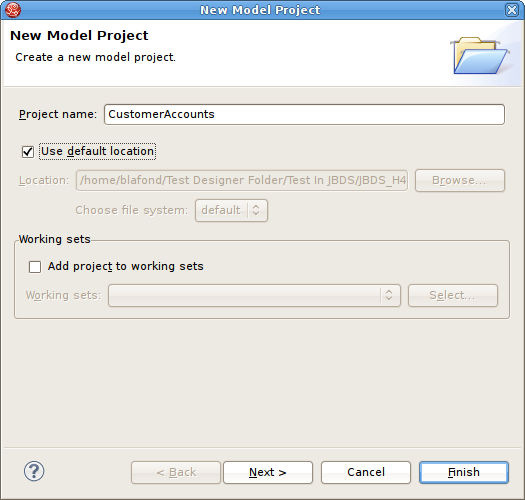 New Model Project
New Model Project
Create a new model project.
Project name: CustomerAccounts
Use default location
Location: /home/blafond/Test Designer Folder/Test In JBDS/JBDS_H4 Browse...
Choose file system: default
Working sets
Add project to working sets
Working sets: Select...
? < Back Next > Cancel Finish